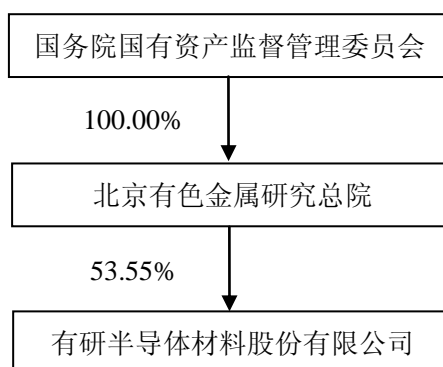 国务院国有资产监督管理委员会
100.00%
北京有色金属研究总院
53.55%
有研半导体材料股份有限公司